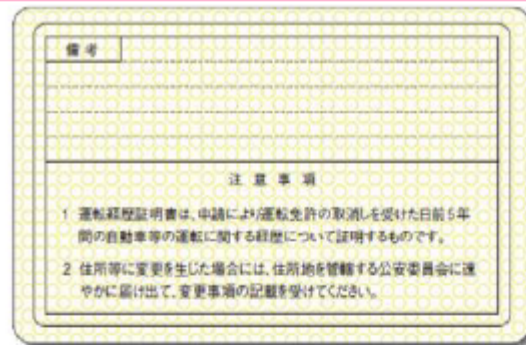 備考
注意事項
1 運転経歴証明書は、申請により運転免許の取消しを受けた日前5年
間の自動車等の運転に関する経歴について証明するものです。
2 住所等に変更を生じた場合には、住所地を管轄する公安委員会に速
やかに届け出て、変更事項の記載を受けてください。